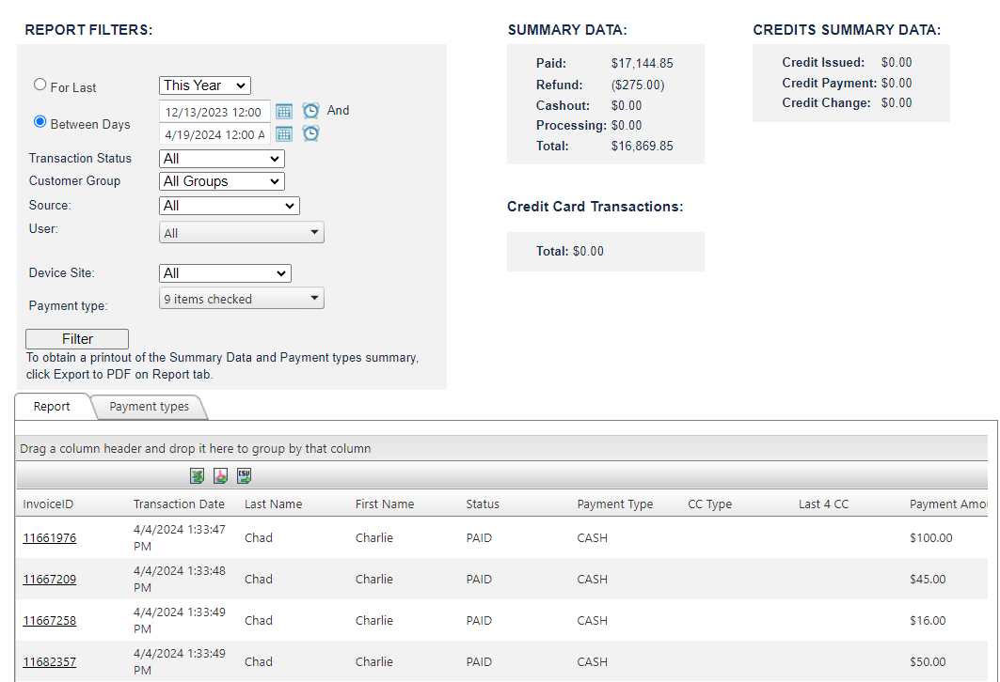 REPORT FILTERS:
For Last This Year
12/13/2023 12:00 And
Between Days
4/19/2024 12:00 A
Transaction Status All
Customer Group All Groups
Source: All
User: All
Device Site: All
Payment type: 9 items checked
Filter
To obtain a printout of the Summary Data and Payment types summary,
click Export to PDF on Report tab.
SUMMARY DATA:
Paid: $17,144.85
Refund: ($275.00)
Cashout: $0.00
Processing: $0.00
Total: $16,869.85
Credit Card Transactions:
Total: $0.00
CREDITS SUMMARY DATA:
Credit Issued: $0.00
Credit Payment: $0.00
Credit Change: $0.00
Report Payment types
Drag a column header and drop it here to group by that column
CSV
InvoiceID Transaction Date Last Name First Name Status Payment Type CC Type Last 4 CC Payment Amo
11661976 4/4/2024 1:33:47 PM Chad Charlie PAID CASH $100.00
11667209 4/4/2024 1:33:48 PM Chad Charlie PAID CASH $45.00
11667258 4/4/2024 1:33:49 PM Chad Charlie PAID CASH $16.00
11682357 4/4/2024 1:33:49 PM Chad Charlie PAID CASH $50.00